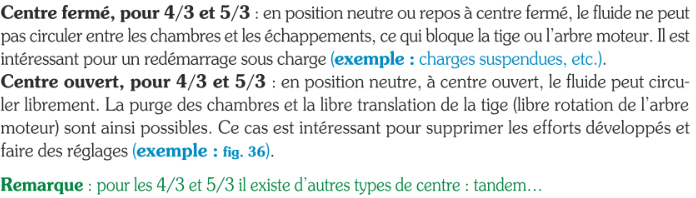 Centre fermé, pour 4/3 et 5/3 : en position neutre ou repos à centre fermé, le fluide ne peut
pas circuler entre les chambres et les échappements, ce qui bloque la tige ou l'arbre moteur. Il est
intéressant pour un redémarrage sous charge (exemple : charges suspendues, etc.).
Centre ouvert, pour 4/3 et 5/3 : en position neutre, à centre ouvert, le fluide peut circu-
ler librement. La purge des chambres et la libre translation de la tige (libre rotation de l'arbre
moteur) sont ainsi possibles. Ce cas est intéressant pour supprimer les efforts développés et
faire des réglages (exemple : fig. 36).
Remarque : pour les 4/3 et 5/3 il existe d'autres types de centre : tandem...